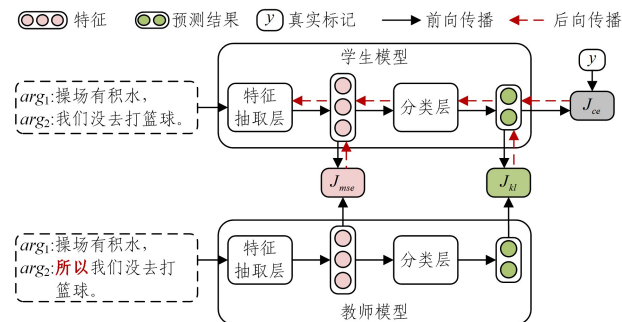 特征 预测结果 y 真实标记 前向传播 后向传播
学生模型
y
arg1:操场有积水，
arg2:我们没去打篮球。
特征
抽取层
分类层
Jce
Jmse
Jkl
arg1:操场有积水，
arg2:所以我们没去打
篮球。
特征
抽取层
分类层
教师模型